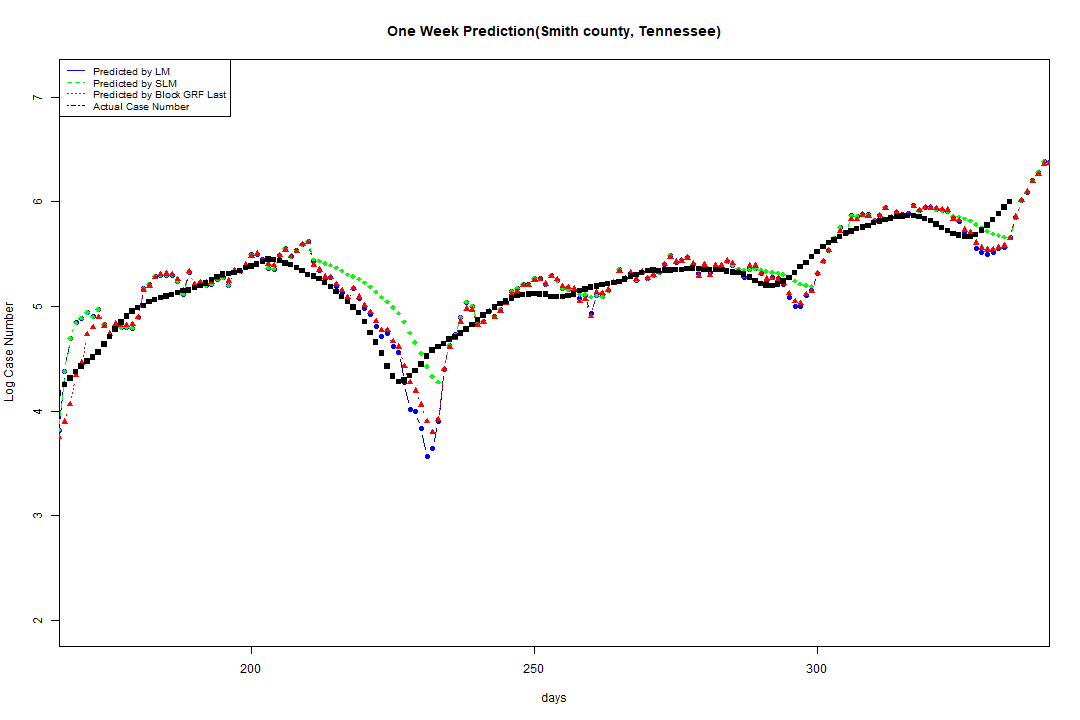 One Week Prediction(Smith county, Tennessee)
Predicted by LM
Predicted by SLM
Predicted by Block GRF Last
Actual Case Number
Log Case Number
7
6
5
4
3
2
200
250
300
days